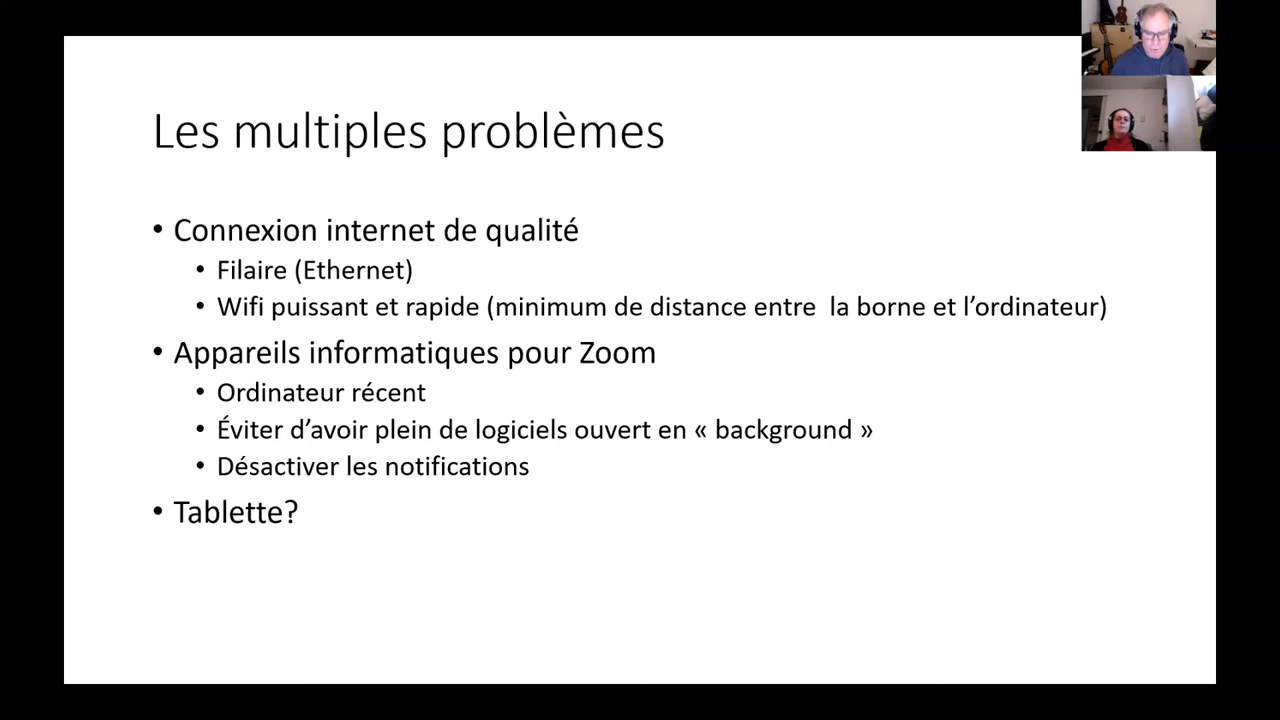 Les multiples problèmes
• Connexion internet de qualité
• Filaire (Ethernet)
• Wifi puissant et rapide (minimum de distance entre  la borne et l’ordinateur)
• Appareils informatiques pour Zoom
• Ordinateur récent
• Éviter d’avoir plein de logiciels ouvert en « background »
• Désactiver les notifications
• Tablette?